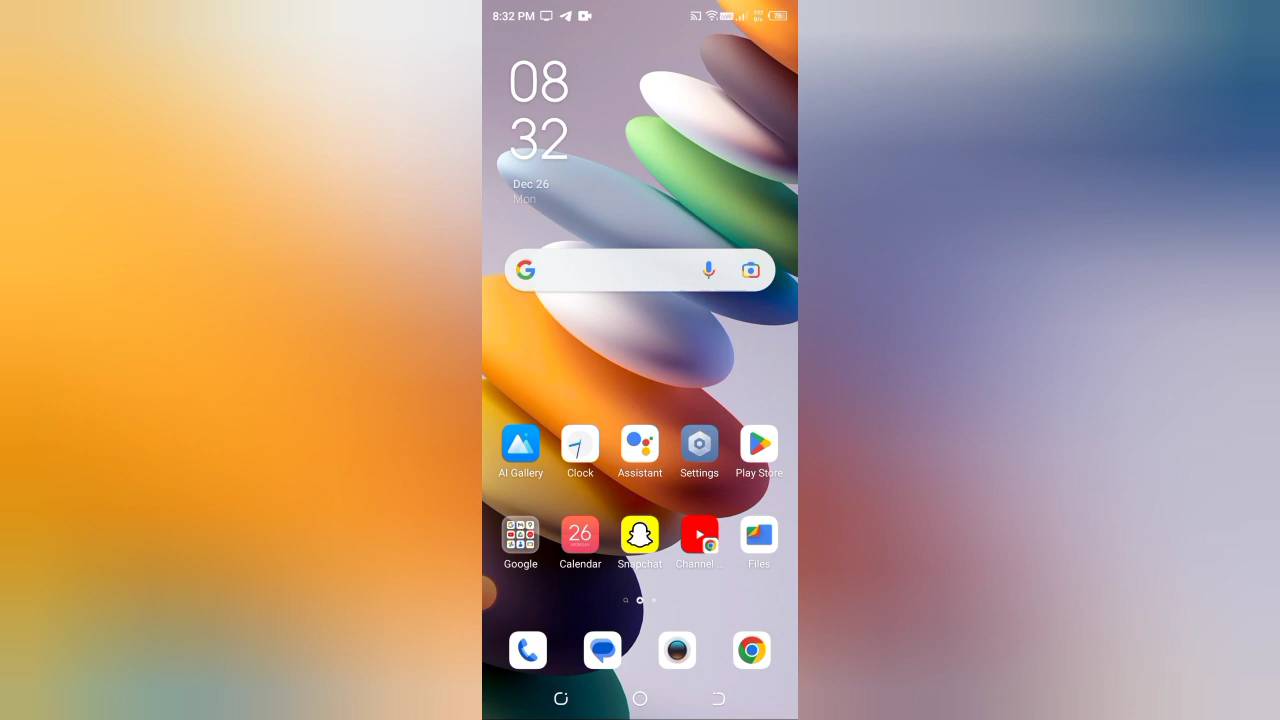 8:32 PM
08
32
Dec 26
Mon
AI Gallery
Clock
Assistant
Settings
Play Store
26
Google
Calendar
Snapchat
Channel ...
Files